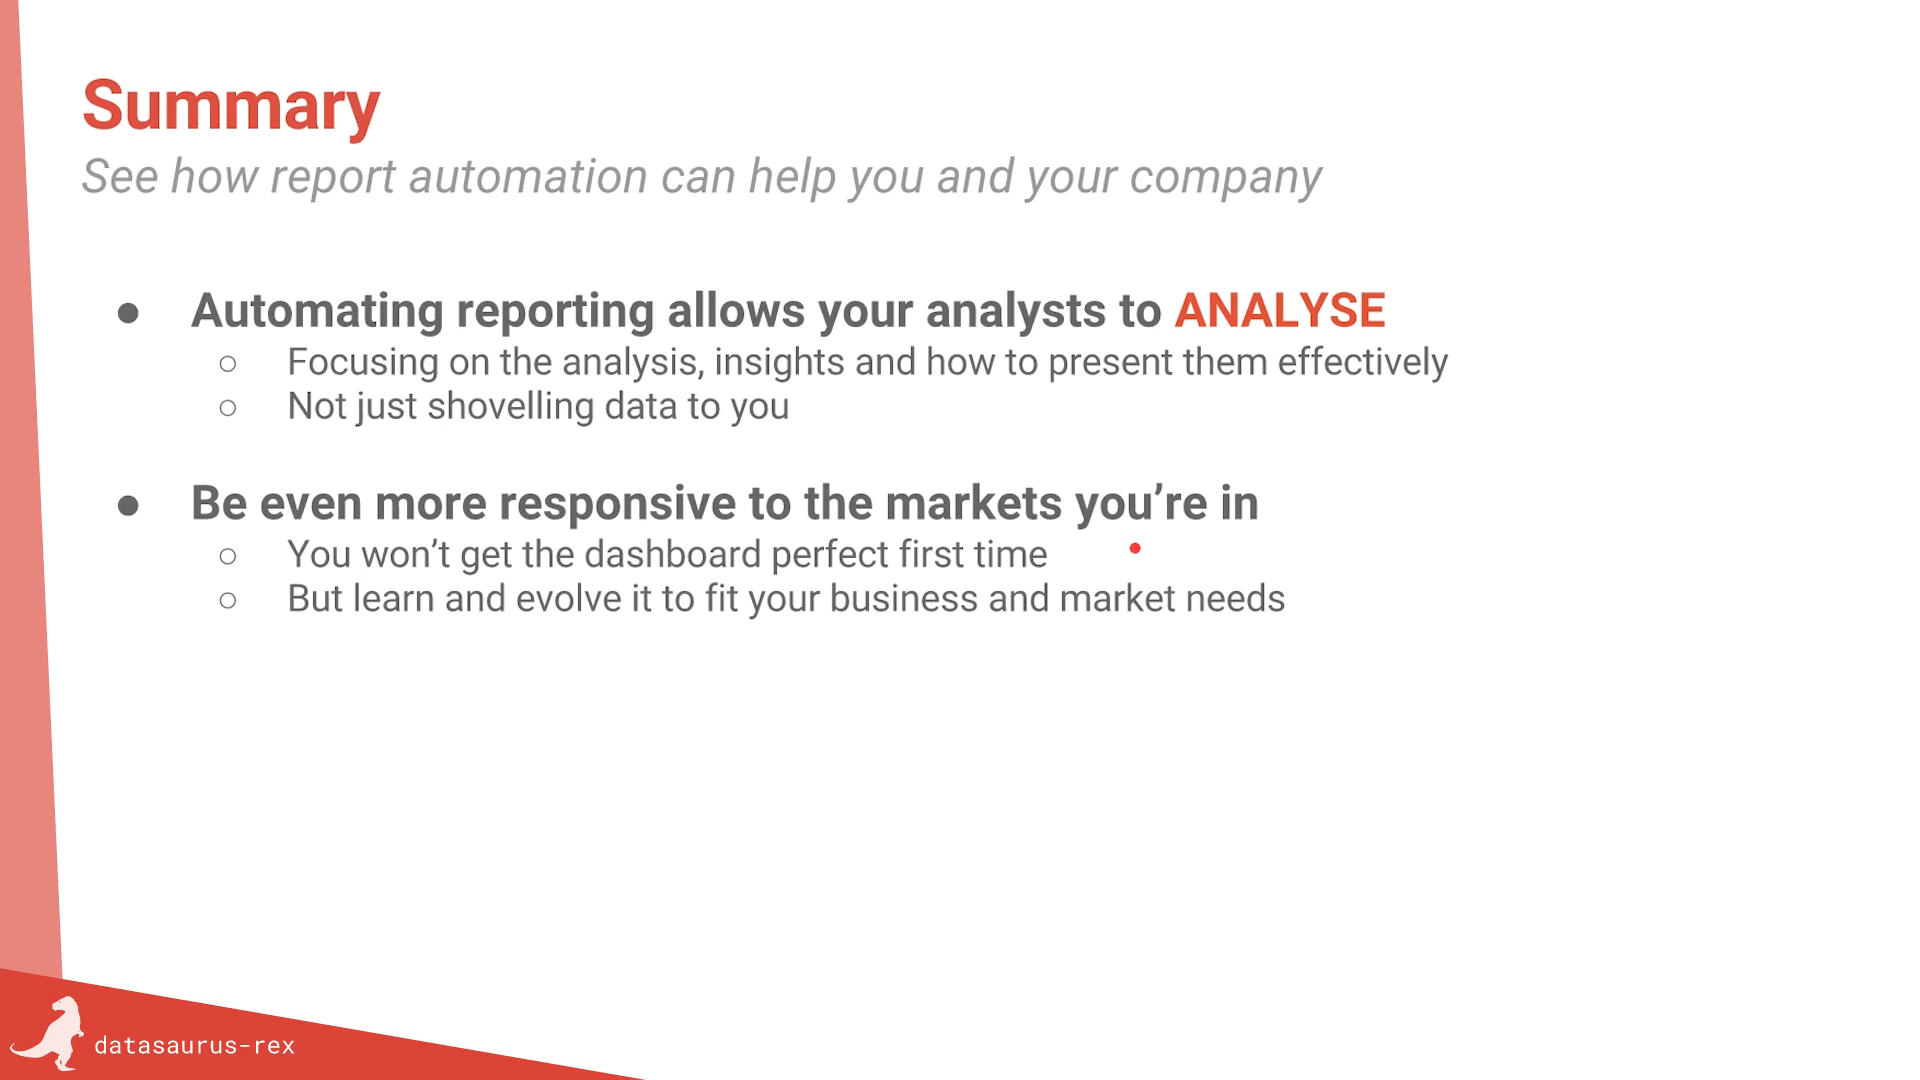 Summary
See how report automation can help you and your company
● Automating reporting allows your analysts to ANALYSE
○ Focusing on the analysis, insights and how to present them effectively
○ Not just shovelling data to you
● Be even more responsive to the markets you’re in
○ You won’t get the dashboard perfect first time
○ But learn and evolve it to fit your business and market needs
datasaurus-rex